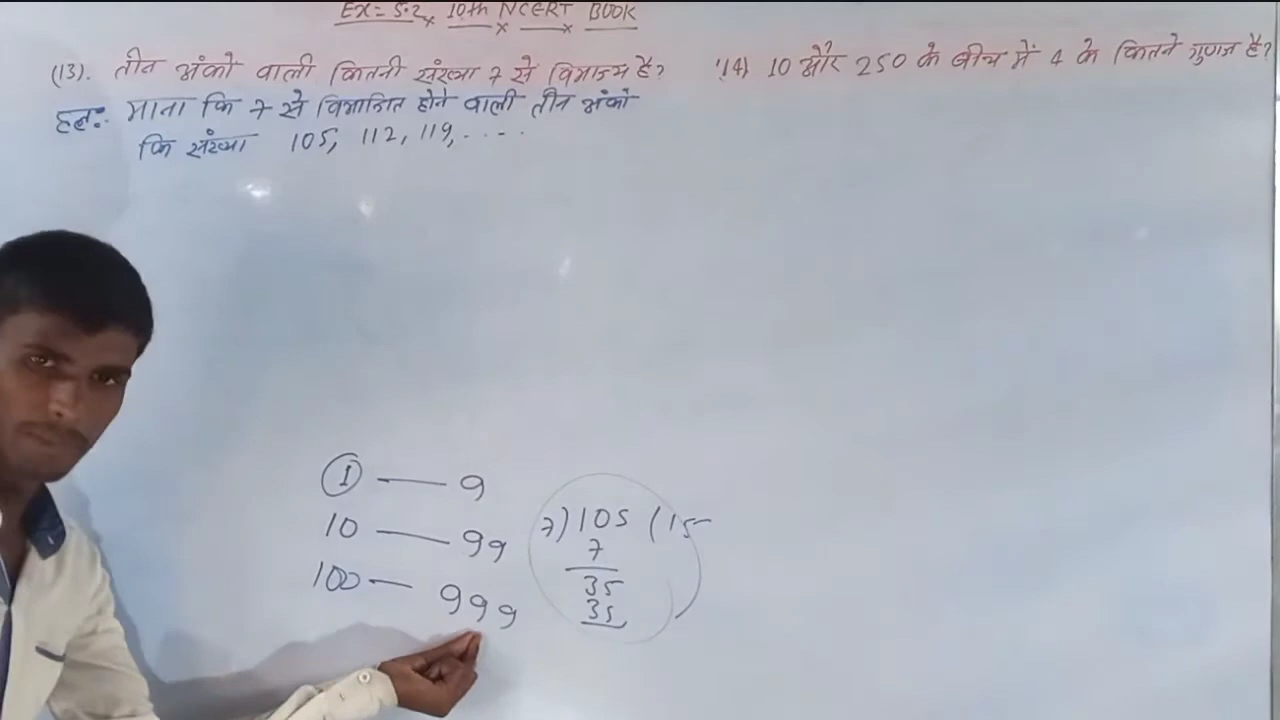 Ex= 5.2 x 10th x NCERT x BOOK
(13). तीन अंको वाली कितनी संख्या 7 से विभाज्य है?
हल:- माना कि 7 से विभाजित होने वाली तीन अंको
कि संख्या 105, 112, 119, ....
(14) 10 और 250 के बीच में 4 के कितने गुणज है?
1 — 9
10 — 99
100 — 999
7)105(15
7
35
35